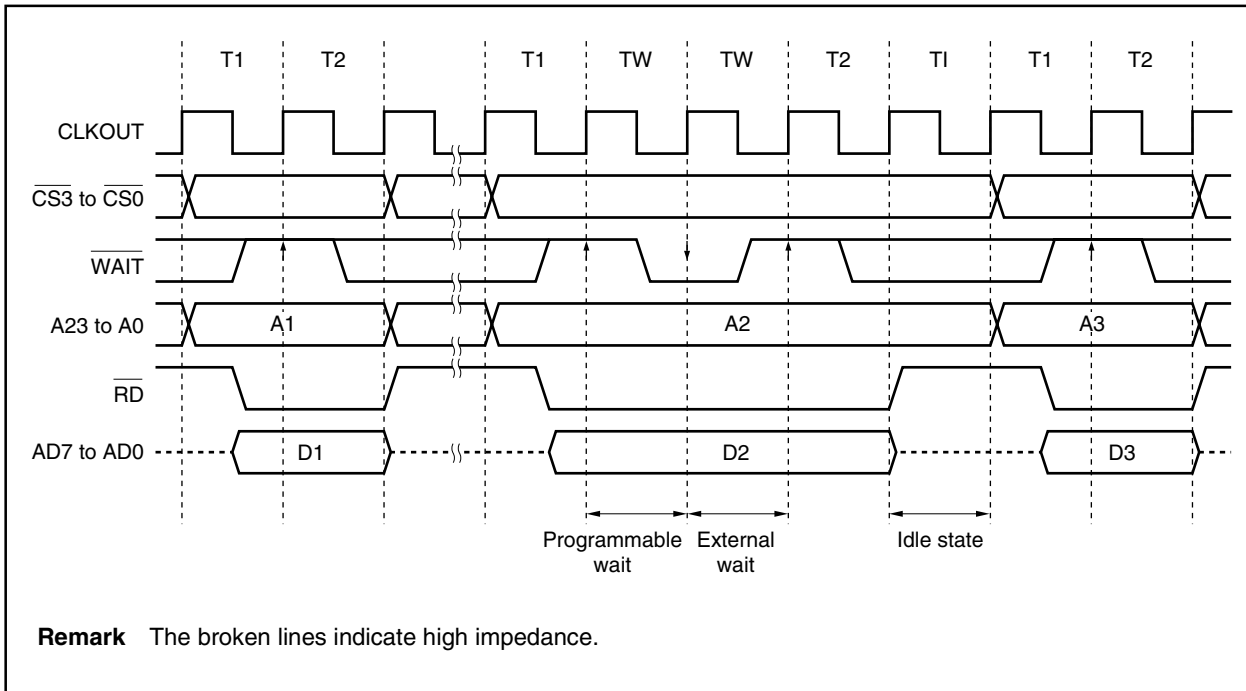 T1 T2 T1 TW TW T2 TI T1 T2
CLKOUT
CS3 to CS0
WAIT
A23 to A0 A1 A2 A3
RD
AD7 to AD0 D1 D2 D3
Programmable wait
External wait
Idle state
Remark The broken lines indicate high impedance.